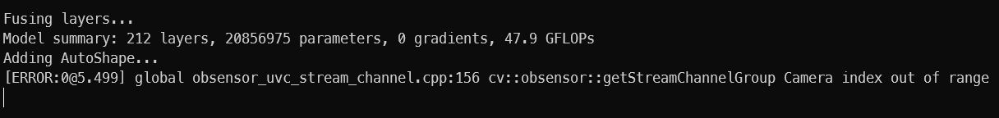 Fusing layers...
Model summary: 212 layers, 20856975 parameters, 0 gradients, 47.9 GFLOPs
Adding AutoShape...
[ERROR:0@5.499] global obsensor_uvc_stream_channel.cpp:156 cv::obsensor::getStreamChannelGroup Camera index out of range